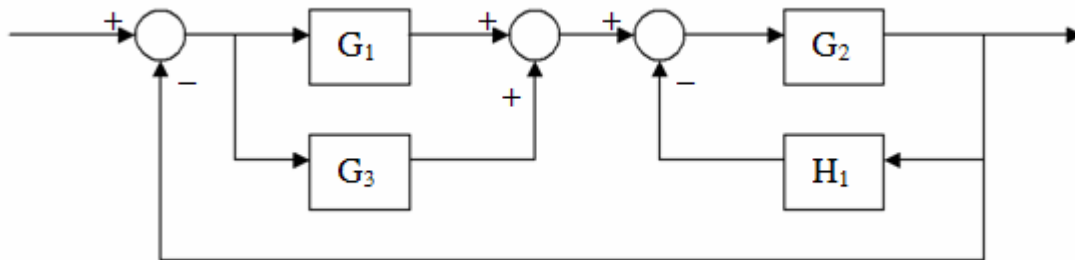 + G₁ + + G₂
− + −
G₃ H₁